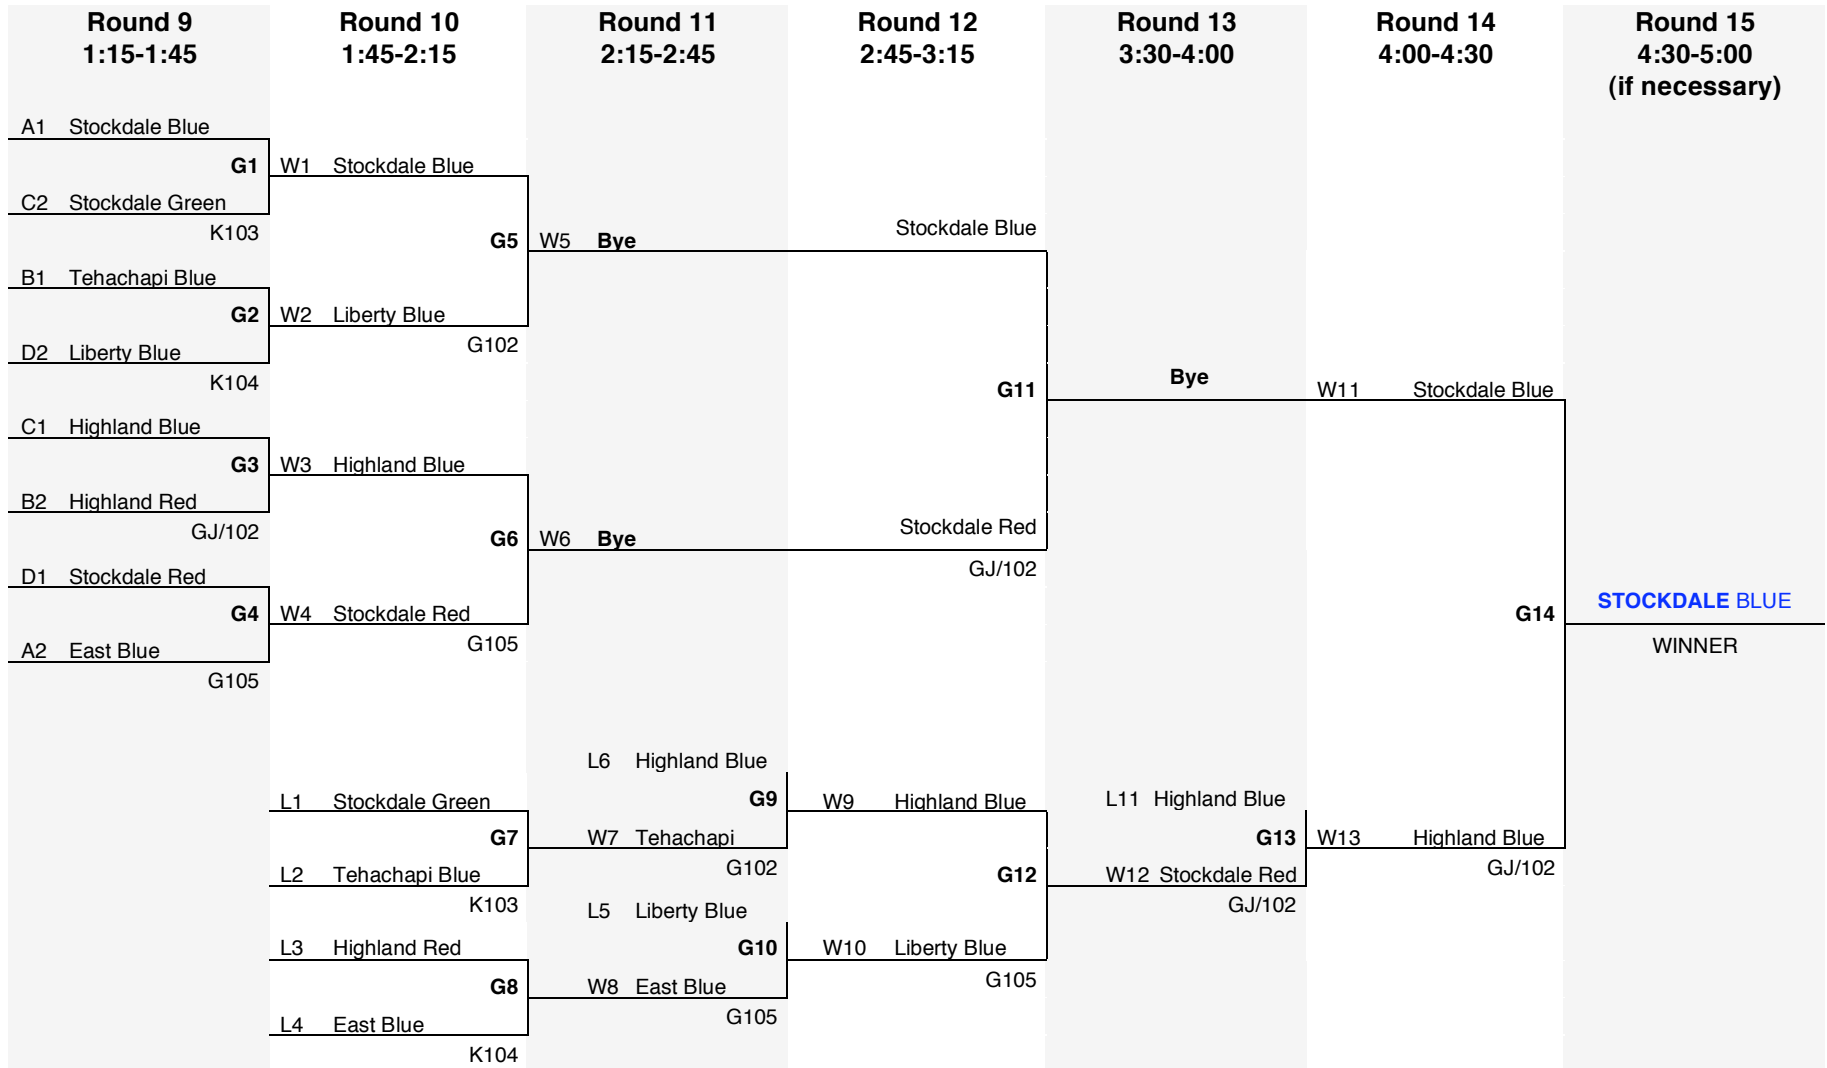 Round 9
1:15-1:45
Round 10
1:45-2:15
Round 11
2:15-2:45
Round 12
2:45-3:15
Round 13
3:30-4:00
Round 14
4:00-4:30
Round 15
4:30-5:00
(if necessary)
A1 Stockdale Blue
G1
C2 Stockdale Green
K103
B1 Tehachapi Blue
G2
D2 Liberty Blue
K104
C1 Highland Blue
G3
B2 Highland Red
GJ/102
D1 Stockdale Red
G4
A2 East Blue
G105
W1 Stockdale Blue
G5
W2 Liberty Blue
G102
W3 Highland Blue
G6
W4 Stockdale Red
G105
L1 Stockdale Green
G7
L2 Tehachapi Blue
K103
L3 Highland Red
G8
L4 East Blue
K104
W5 Bye
W6 Bye
L6 Highland Blue
G9
W7 Tehachapi
G102
L5 Liberty Blue
G10
W8 East Blue
G105
Stockdale Blue
G11
Stockdale Red
GJ/102
W9 Highland Blue
G12
W10 Liberty Blue
G105
Bye
L11 Highland Blue
G13
W12 Stockdale Red
GJ/102
W11 Stockdale Blue
G14
W13 Highland Blue
GJ/102
STOCKDALE BLUE
WINNER